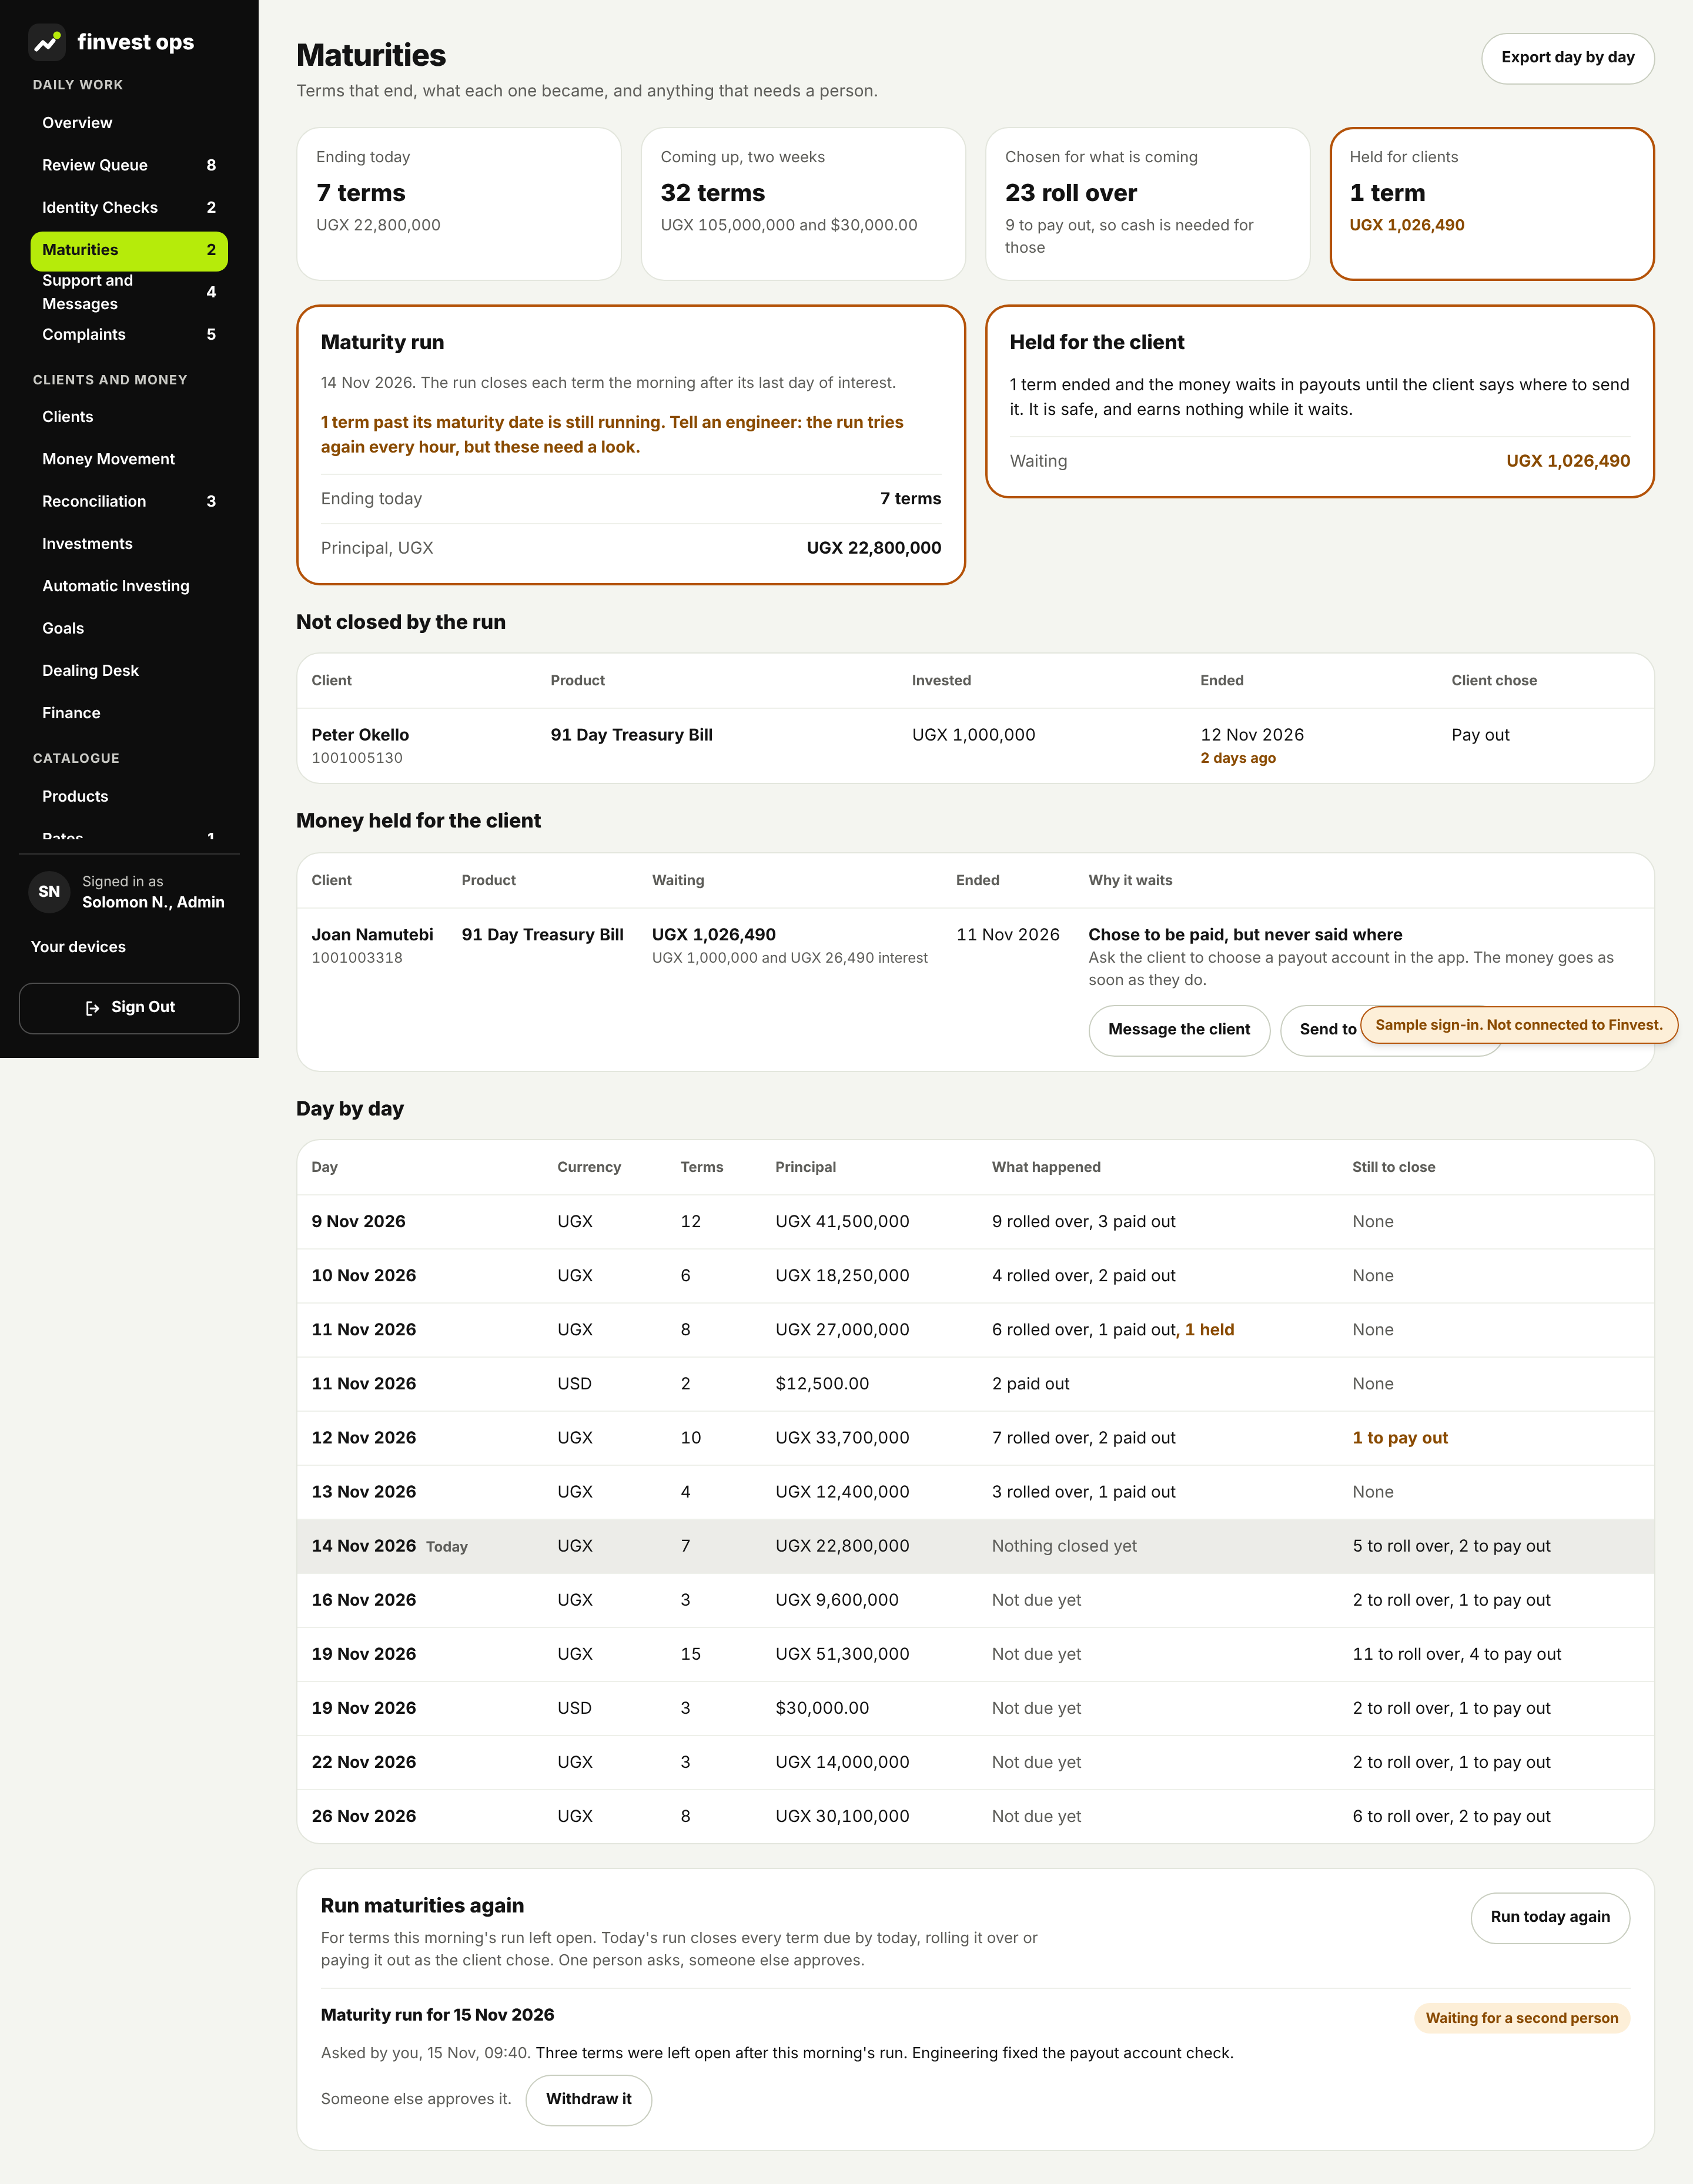 finvest ops
DAILY WORK
Overview
Review Queue 8
Identity Checks 2
Maturities 2
Support and
Messages 4
Complaints 5
CLIENTS AND MONEY
Clients
Money Movement
Reconciliation 3
Investments
Automatic Investing
Goals
Dealing Desk
Finance
CATALOGUE
Products
Rates 1
SN
Signed in as
Solomon N., Admin
Your devices
Sign Out
Maturities
Terms that end, what each one became, and anything that needs a person.
Export day by day
Ending today
7 terms
UGX 22,800,000
Coming up, two weeks
32 terms
UGX 105,000,000 and $30,000.00
Chosen for what is coming
23 roll over
9 to pay out, so cash is needed for
those
Held for clients
1 term
UGX 1,026,490
Maturity run
14 Nov 2026. The run closes each term the morning after its last day of interest.
1 term past its maturity date is still running. Tell an engineer: the run tries
again every hour, but these need a look.
Ending today 7 terms
Principal, UGX UGX 22,800,000
Held for the client
1 term ended and the money waits in payouts until the client says where to send
it. It is safe, and earns nothing while it waits.
Waiting UGX 1,026,490
Not closed by the run
Client Product Invested Ended Client chose
Peter Okello 91 Day Treasury Bill UGX 1,000,000 12 Nov 2026 Pay out
1001005130 2 days ago
Money held for the client
Client Product Waiting Ended Why it waits
Joan Namutebi 91 Day Treasury Bill UGX 1,026,490 11 Nov 2026 Chose to be paid, but never said where
1001003318 UGX 1,000,000 and UGX 26,490 interest Ask the client to choose a payout account in the app. The money goes as
soon as they do.
Message the client Send to
Sample sign-in. Not connected to Finvest.
Day by day
Day Currency Terms Principal What happened Still to close
9 Nov 2026 UGX 12 UGX 41,500,000 9 rolled over, 3 paid out None
10 Nov 2026 UGX 6 UGX 18,250,000 4 rolled over, 2 paid out None
11 Nov 2026 UGX 8 UGX 27,000,000 6 rolled over, 1 paid out, 1 held None
11 Nov 2026 USD 2 $12,500.00 2 paid out None
12 Nov 2026 UGX 10 UGX 33,700,000 7 rolled over, 2 paid out 1 to pay out
13 Nov 2026 UGX 4 UGX 12,400,000 3 rolled over, 1 paid out None
14 Nov 2026 Today UGX 7 UGX 22,800,000 Nothing closed yet 5 to roll over, 2 to pay out
16 Nov 2026 UGX 3 UGX 9,600,000 Not due yet 2 to roll over, 1 to pay out
19 Nov 2026 UGX 15 UGX 51,300,000 Not due yet 11 to roll over, 4 to pay out
19 Nov 2026 USD 3 $30,000.00 Not due yet 2 to roll over, 1 to pay out
22 Nov 2026 UGX 3 UGX 14,000,000 Not due yet 2 to roll over, 1 to pay out
26 Nov 2026 UGX 8 UGX 30,100,000 Not due yet 6 to roll over, 2 to pay out
Run maturities again
For terms this morning's run left open. Today's run closes every term due by today, rolling it over or
paying it out as the client chose. One person asks, someone else approves.
Run today again
Maturity run for 15 Nov 2026
Waiting for a second person
Asked by you, 15 Nov, 09:40. Three terms were left open after this morning's run. Engineering fixed the payout account check.
Someone else approves it. Withdraw it